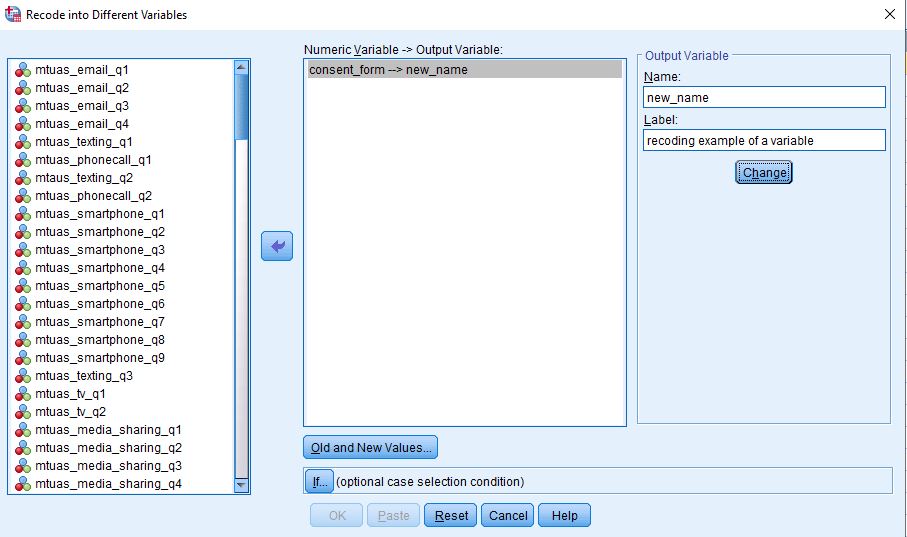 Recode into Different Variables
mtuas_email_q1
mtuas_email_q2
mtuas_email_q3
mtuas_email_q4
mtuas_texting_q1
mtuas_phonecall_q1
mtaus_texting_q2
mtuas_phonecall_q2
mtuas_smartphone_q1
mtuas_smartphone_q2
mtuas_smartphone_q3
mtuas_smartphone_q4
mtuas_smartphone_q5
mtuas_smartphone_q6
mtuas_smartphone_q7
mtuas_smartphone_q8
mtuas_smartphone_q9
mtuas_texting_q3
mtuas_tv_q1
mtuas_tv_q2
mtuas_media_sharing_q1
mtuas_media_sharing_q2
mtuas_media_sharing_q3
mtuas_media_sharing_q4
Numeric Variable -> Output Variable:
consent_form --> new_name
Output Variable
Name:
new_name
Label:
recoding example of a variable
Change
Old and New Values...
If... (optional case selection condition)
OK Paste Reset Cancel Help